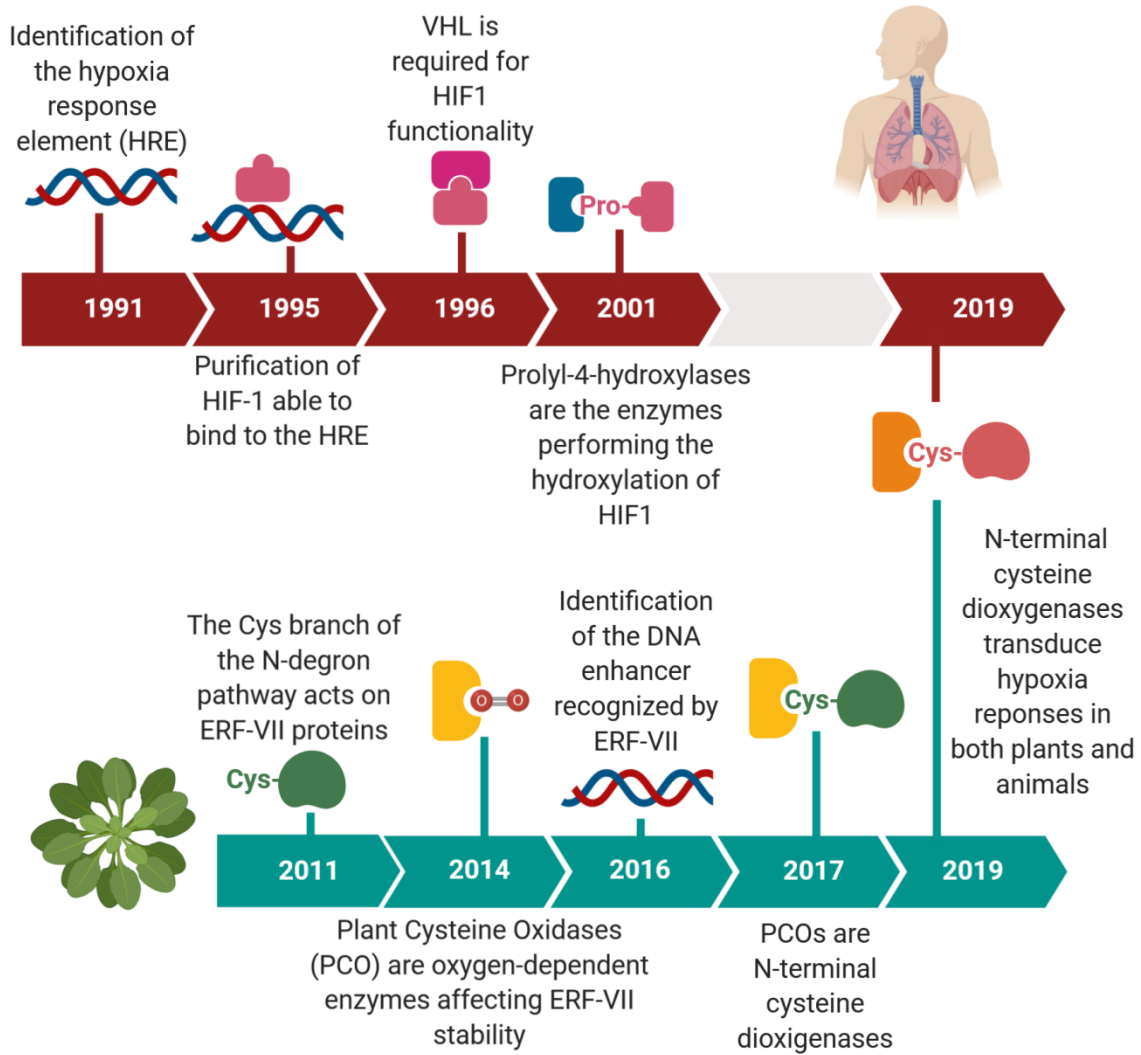 Identification of
the hypoxia
response
element (HRE)
VHL is
required for
HIF1
functionality
Pro-
1991
1995
1996
2001
2019
Purification of
HIF-1 able to
bind to the HRE
Prolyl-4-hydroxylases
are the enzymes
performing the
hydroxylation of
HIF1
Cys-
N-terminal
cysteine
dioxygenases
transduce
hypoxia
reponses in
both plants and
animals
The Cys branch of
the N-degron
pathway acts on
ERF-VII proteins
Cys-
O=O
Identification
of the DNA
enhancer
recognized by
ERF-VII
Cys-
2011
2014
2016
2017
2019
Plant Cysteine Oxidases
(PCO) are oxygen-dependent
enzymes affecting ERF-VII
stability
PCOs are
N-terminal
cysteine
dioxigenases